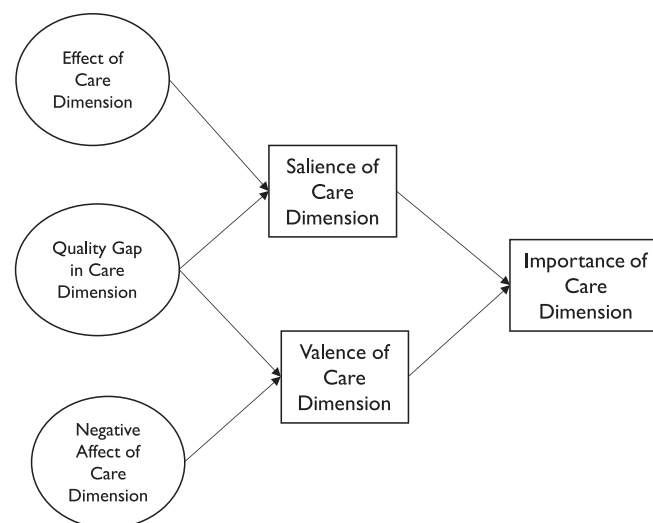 Effect of
Care
Dimension
Salience of
Care
Dimension
Quality Gap
in Care
Dimension
Importance of
Care
Dimension
Valence of
Care
Dimension
Negative
Affect of
Care
Dimension